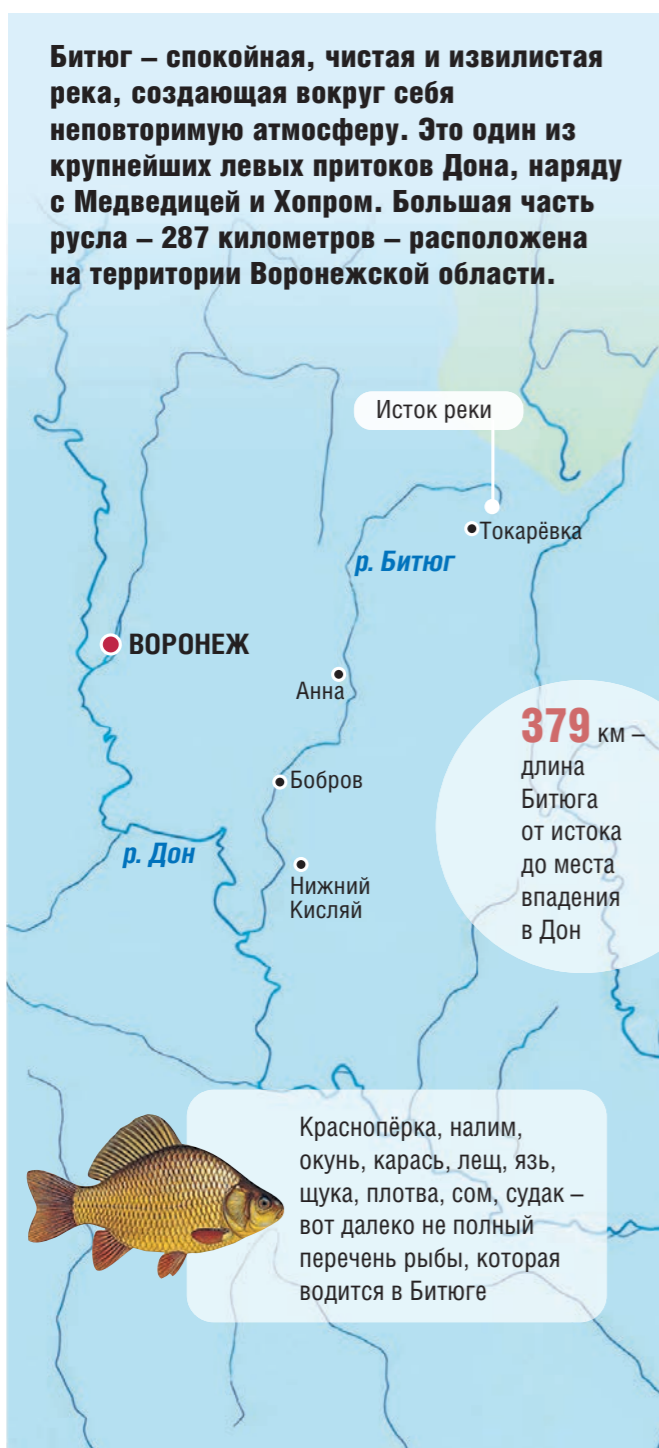 Битюг – спокойная, чистая и извилистая
река, создающая вокруг себя
неповторимую атмосферу. Это один из
крупнейших левых притоков Дона, наряду
с Медведицей и Хопром. Большая часть
русла – 287 километров – расположена
на территории Воронежской области.
Исток реки
Токарёвка
р. Битюг
ВОРОНЕЖ
Анна
379 км –
длина
Битюга
от истока
до места
впадения
в Дон
Бобров
р. Дон
Нижний
Кисляй
Краснопёрка, налим,
окунь, карась, лещ, язь,
щука, плотва, сом, судак –
вот далеко не полный
перечень рыбы, которая
водится в Битюге